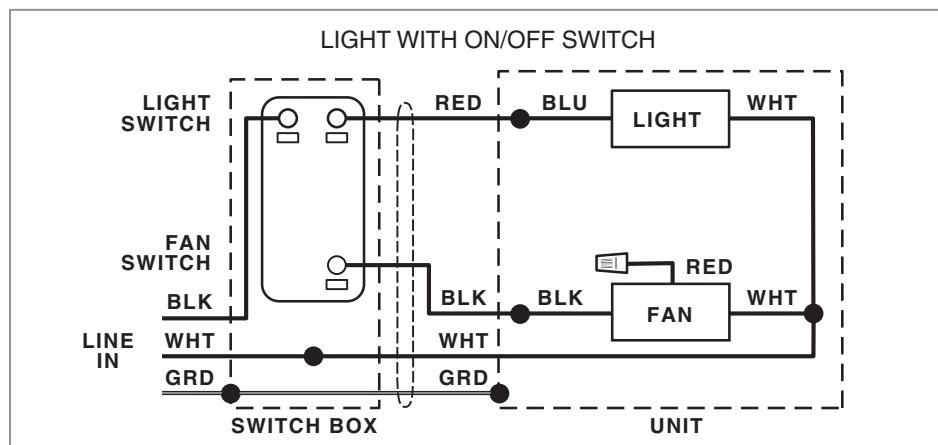 LIGHT WITH ON/OFF SWITCH
LIGHT
SWITCH
RED
BLU
LIGHT
WHT
FAN
SWITCH
RED
BLK
BLK
BLK
FAN
WHT
LINE
IN
WHT
WHT
GRD
GRD
SWITCH BOX
UNIT